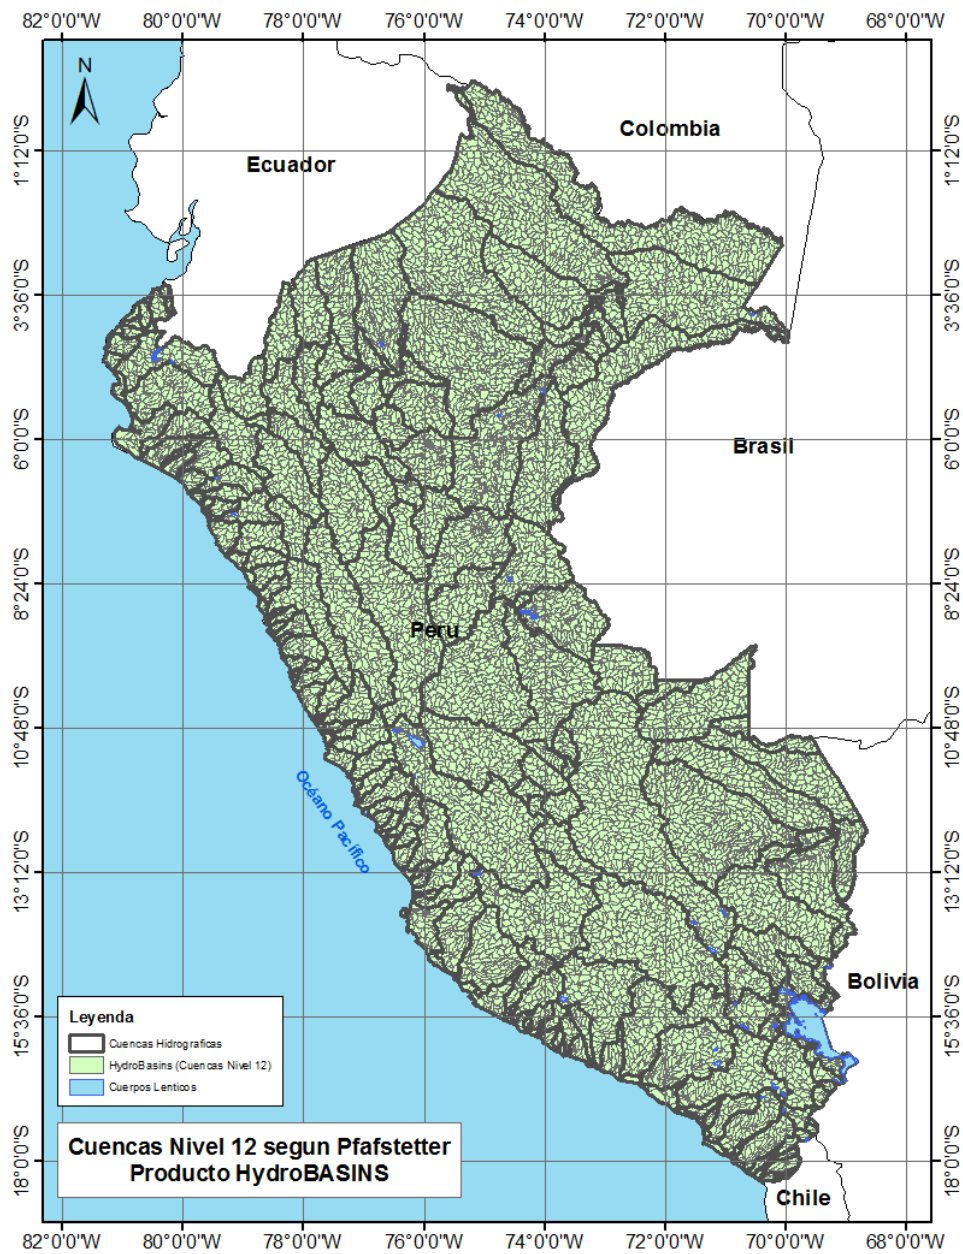 82°0'0"W 80°0'0"W 78°0'0"W 76°0'0"W 74°0'0"W 72°0'0"W 70°0'0"W 68°0'0"W
N
Colombia
Ecuador
1°12'0"S 1°12'0"S
3°36'0"S 3°36'0"S
Brasil
6°0'0"S 6°0'0"S
8°24'0"S 8°24'0"S
Peru
10°48'0"S 10°48'0"S
Océano Pacífico
13°12'0"S 13°12'0"S
Bolivia
15°36'0"S 15°36'0"S
Leyenda
Cuencas Hidrograficas
HydroBasins (Cuencas Nivel 12)
Cuerpos Lenticos
Cuencas Nivel 12 segun Pfafstetter
Producto HydroBASINS
18°0'0"S 18°0'0"S
Chile
82°0'0"W 80°0'0"W 78°0'0"W 76°0'0"W 74°0'0"W 72°0'0"W 70°0'0"W 68°0'0"W